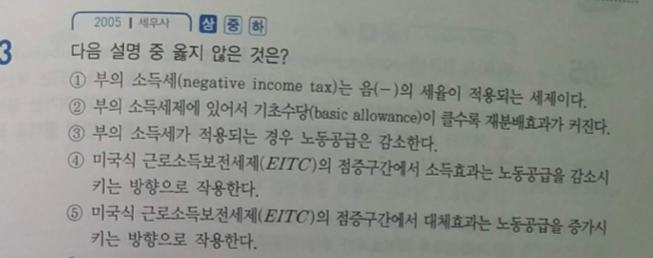 2005 | 세무사 상 중 하
3 다음 설명 중 옳지 않은 것은?
① 부의 소득세(negative income tax)는 음(−)의 세율이 적용되는 세제이다.
② 부의 소득세제에 있어서 기초수당(basic allowance)이 클수록 재분배효과가 커진다.
③ 부의 소득세가 적용되는 경우 노동공급은 감소한다.
④ 미국식 근로소득보전세제(EITC)의 점증구간에서 소득효과는 노동공급을 감소시
키는 방향으로 작용한다.
⑤ 미국식 근로소득보전세제(EITC)의 점증구간에서 대체효과는 노동공급을 증가시
키는 방향으로 작용한다.